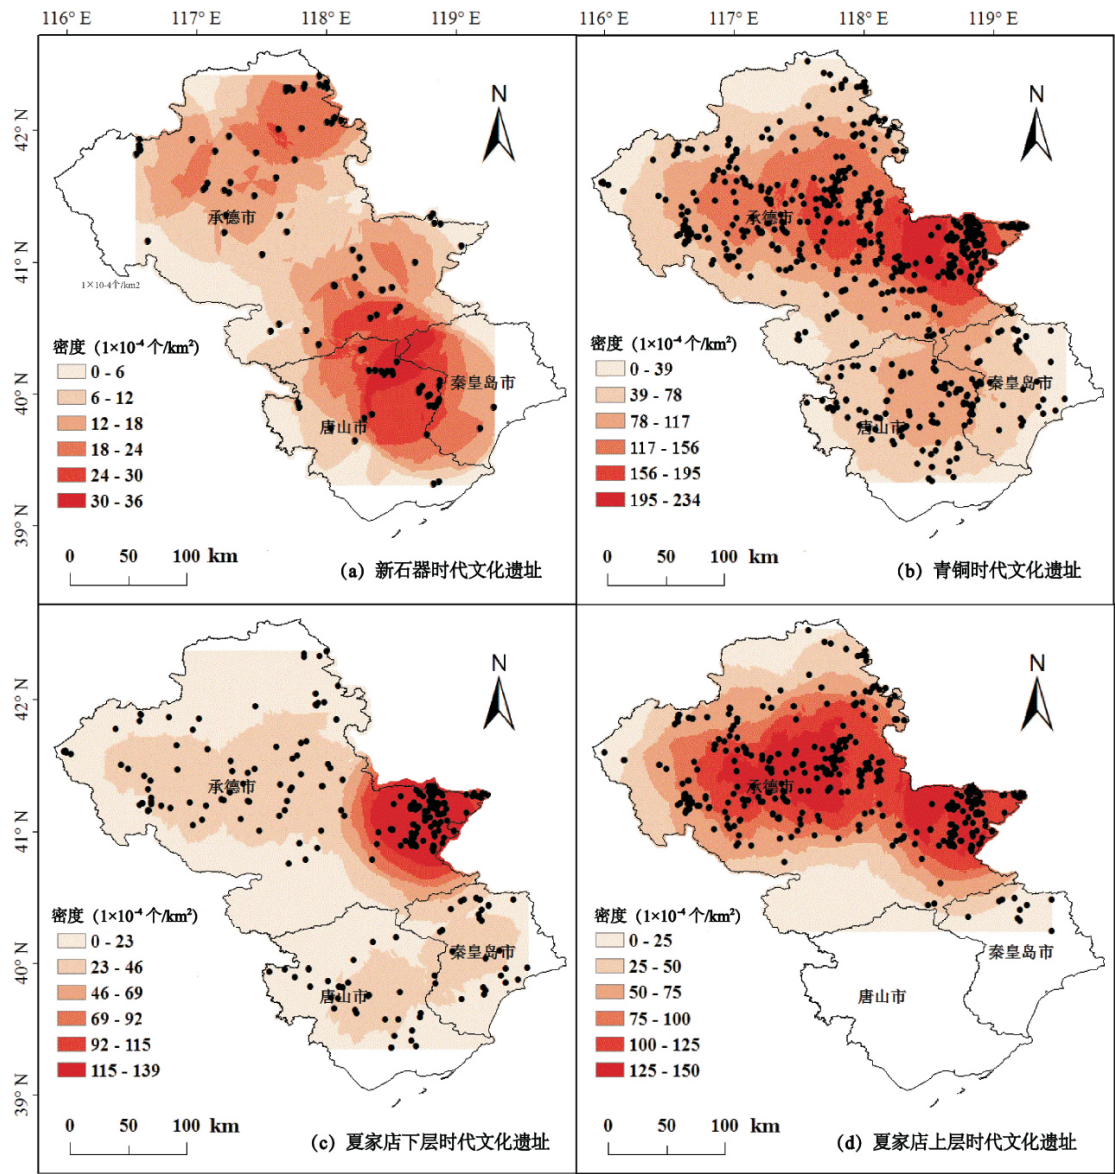 116° E 117° E 118° E 119° E 116° E 117° E 118° E 119° E
42° N
41° N
40° N
39° N
N
承德市
1×10-4个/km2
秦皇岛市
唐山市
密度（1×10⁻⁴ 个/km²）
0 - 6
6 - 12
12 - 18
18 - 24
24 - 30
30 - 36
0 50 100 km
(a) 新石器时代文化遗址
N
承德市
秦皇岛市
唐山市
密度（1×10⁻⁴ 个/km²）
0 - 39
39 - 78
78 - 117
117 - 156
156 - 195
195 - 234
0 50 100 km
(b) 青铜时代文化遗址
42° N
41° N
40° N
39° N
N
承德市
秦皇岛市
唐山市
密度（1×10⁻⁴ 个/km²）
0 - 23
23 - 46
46 - 69
69 - 92
92 - 115
115 - 139
0 50 100 km
(c) 夏家店下层时代文化遗址
N
承德市
秦皇岛市
唐山市
密度（1×10⁻⁴ 个/km²）
0 - 25
25 - 50
50 - 75
75 - 100
100 - 125
125 - 150
0 50 100 km
(d) 夏家店上层时代文化遗址